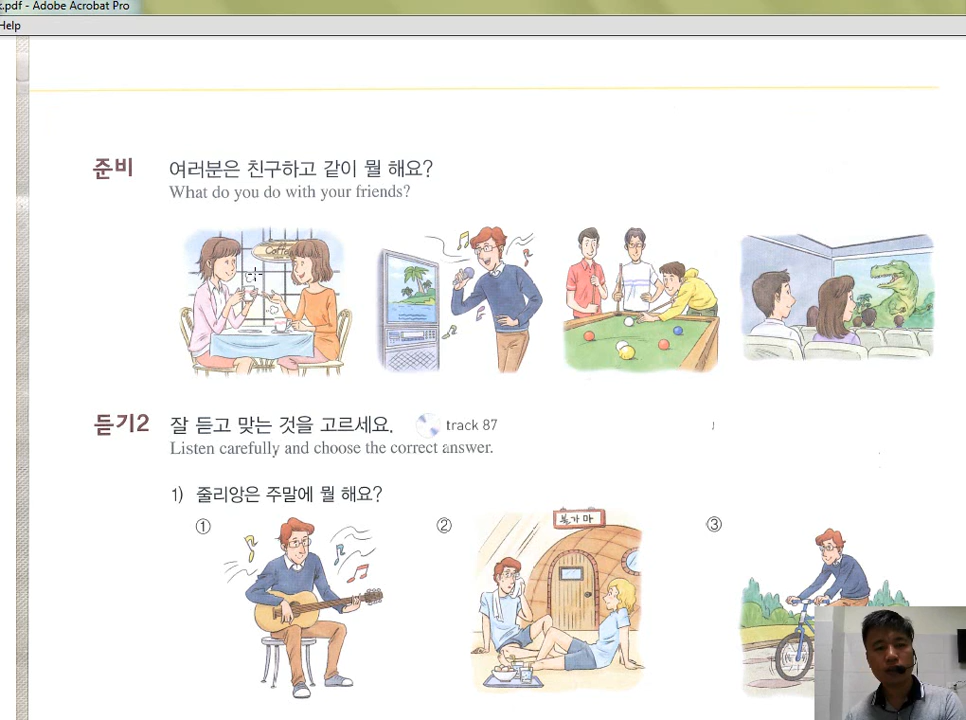 .pdf - Adobe Acrobat Pro
Help
준비 여러분은 친구하고 같이 뭘 해요?
What do you do with your friends?
Coffee
듣기2 잘 듣고 맞는 것을 고르세요. track 87
Listen carefully and choose the correct answer.
1) 줄리앙은 주말에 뭘 해요?
① ② ③
불가마